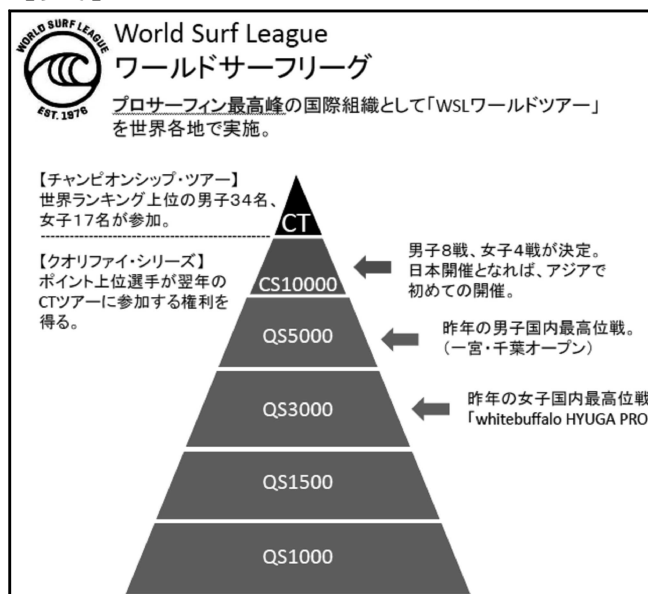 WORLD SURF LEAGUE
EST. 1976
World Surf League
ワールドサーフリーグ
プロサーフィン最高峰の国際組織として「WSLワールドツアー」
を世界各地で実施。
【チャンピオンシップ・ツアー】
世界ランキング上位の男子34名、
女子17名が参加。
CT
【クオリファイ・シリーズ】
ポイント上位選手が翌年の
CTツアーに参加する権利を
得る。
CS10000
男子8戦、女子4戦が決定。
日本開催となれば、アジアで
初めての開催。
QS5000
昨年の男子国内最高位戦。
(一宮・千葉オープン)
QS3000
昨年の女子国内最高位戦
「whitebuffalo HYUGA PRO
QS1500
QS1000